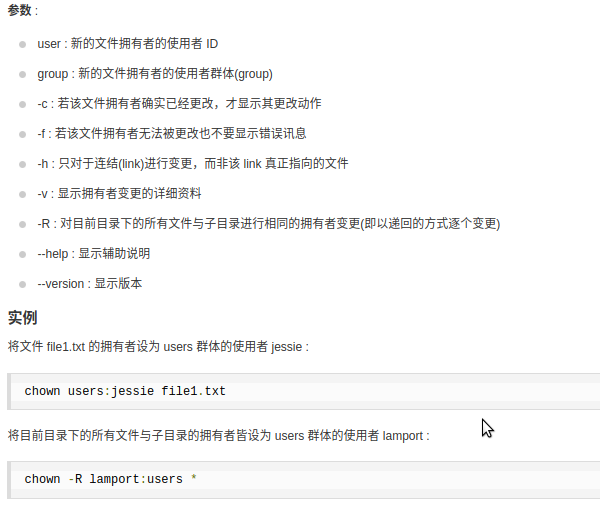 参数 :
user : 新的文件拥有者的使用者 ID
group : 新的文件拥有者的使用者群体(group)
-c : 若该文件拥有者确实已经更改，才显示其更改动作
-f : 若该文件拥有者无法被更改也不要显示错误讯息
-h : 只对于连结(link)进行变更，而非该 link 真正指向的文件
-v : 显示拥有者变更的详细资料
-R : 对目前目录下的所有文件与子目录进行相同的拥有者变更(即以递回的方式逐个变更)
--help : 显示辅助说明
--version : 显示版本
实例
将文件 file1.txt 的拥有者设为 users 群体的使用者 jessie :
chown users:jessie file1.txt
将目前目录下的所有文件与子目录的拥有者皆设为 users 群体的使用者 lamport :
chown -R lamport:users *